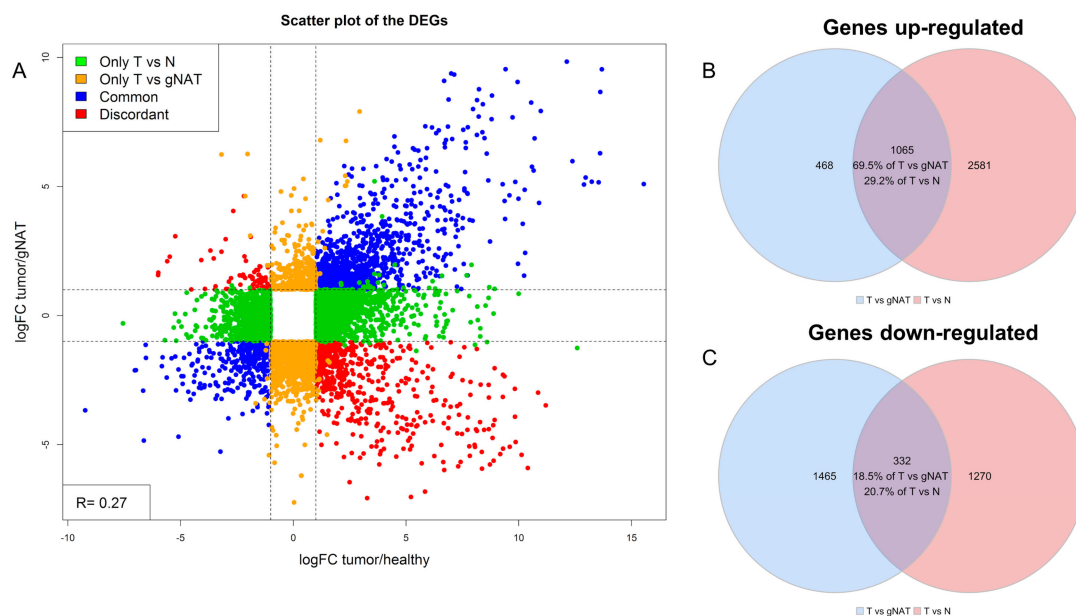 Scatter plot of the DEGs
A
Only T vs N
Only T vs gNAT
Common
Discordant
10
5
0
-5
logFC tumor/gNAT
R= 0.27
-10
-5
0
5
10
15
logFC tumor/healthy
Genes up-regulated
B
468
1065
69.5% of T vs gNAT
29.2% of T vs N
2581
T vs gNAT
T vs N
Genes down-regulated
C
1465
332
18.5% of T vs gNAT
20.7% of T vs N
1270
T vs gNAT
T vs N